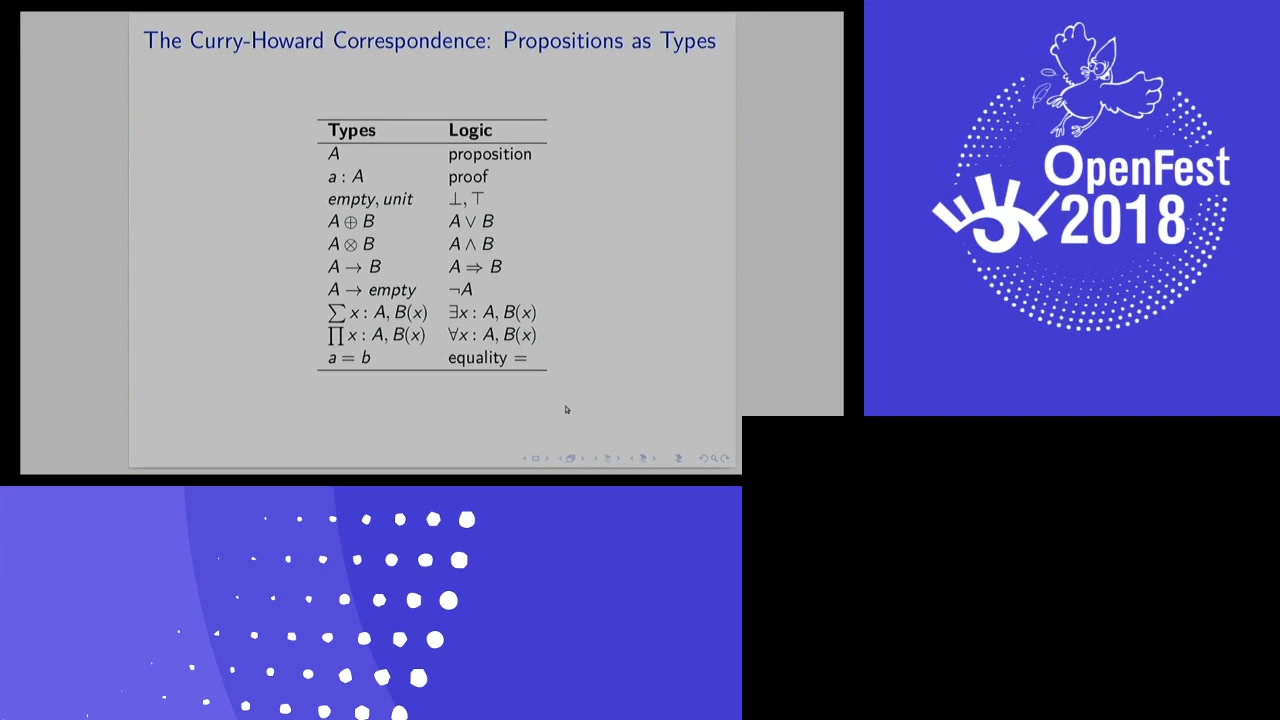 The Curry-Howard Correspondence: Propositions as Types
Types Logic
A proposition
a : A proof
empty, unit ⊥, ⊤
A ⊕ B A ∨ B
A ⊗ B A ∧ B
A → B A ⇒ B
A → empty ¬A
∑ x : A, B(x) ∃x : A, B(x)
∏ x : A, B(x) ∀x : A, B(x)
a = b equality =
OpenFest
2018